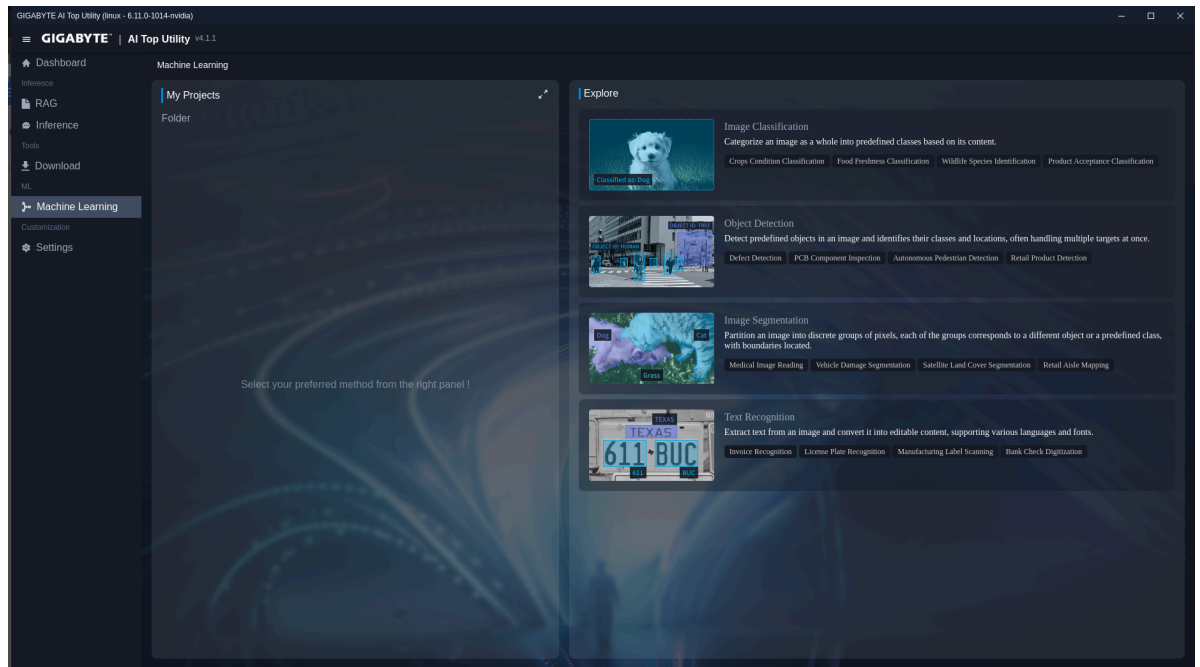 GIGABYTE AI Top Utility (linux - 6.11.0-1014-nvidia)
GIGABYTE™ | AI Top Utility v4.1.1
Dashboard
Inference
RAG
Inference
Tools
Download
ML
Machine Learning
Customization
Settings
Machine Learning
My Projects
Folder
Select your preferred method from the right panel !
Explore
Classified as: Dog
Image Classification
Categorize an image as a whole into predefined classes based on its content.
Crops Condition Classification Food Freshness Classification Wildlife Species Identification Product Acceptance Classification
OBJECT ID: TREE
OBJECT ID: HUMAN
Object Detection
Detect predefined objects in an image and identifies their classes and locations, often handling multiple targets at once.
Defect Detection PCB Component Inspection Autonomous Pedestrian Detection Retail Product Detection
Dog Cat
Grass
Image Segmentation
Partition an image into discrete groups of pixels, each of the groups corresponds to a different object or a predefined class,
with boundaries located.
Medical Image Reading Vehicle Damage Segmentation Satellite Land Cover Segmentation Retail Aisle Mapping
TEXAS
TEXAS
611 BUC
611 BUC
Text Recognition
Extract text from an image and convert it into editable content, supporting various languages and fonts.
Invoice Recognition License Plate Recognition Manufacturing Label Scanning Bank Check Digitization